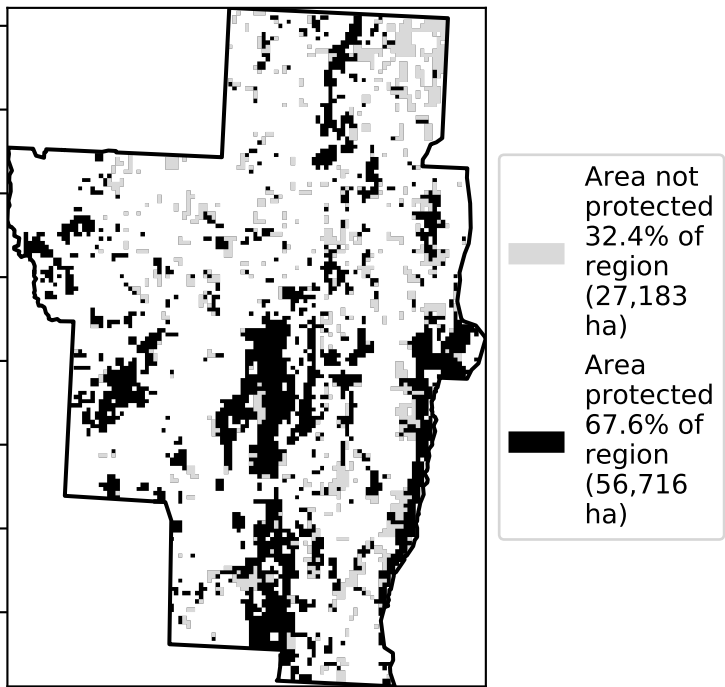 Area not
protected
32.4% of
region
(27,183
ha)
Area
protected
67.6% of
region
(56,716
ha)